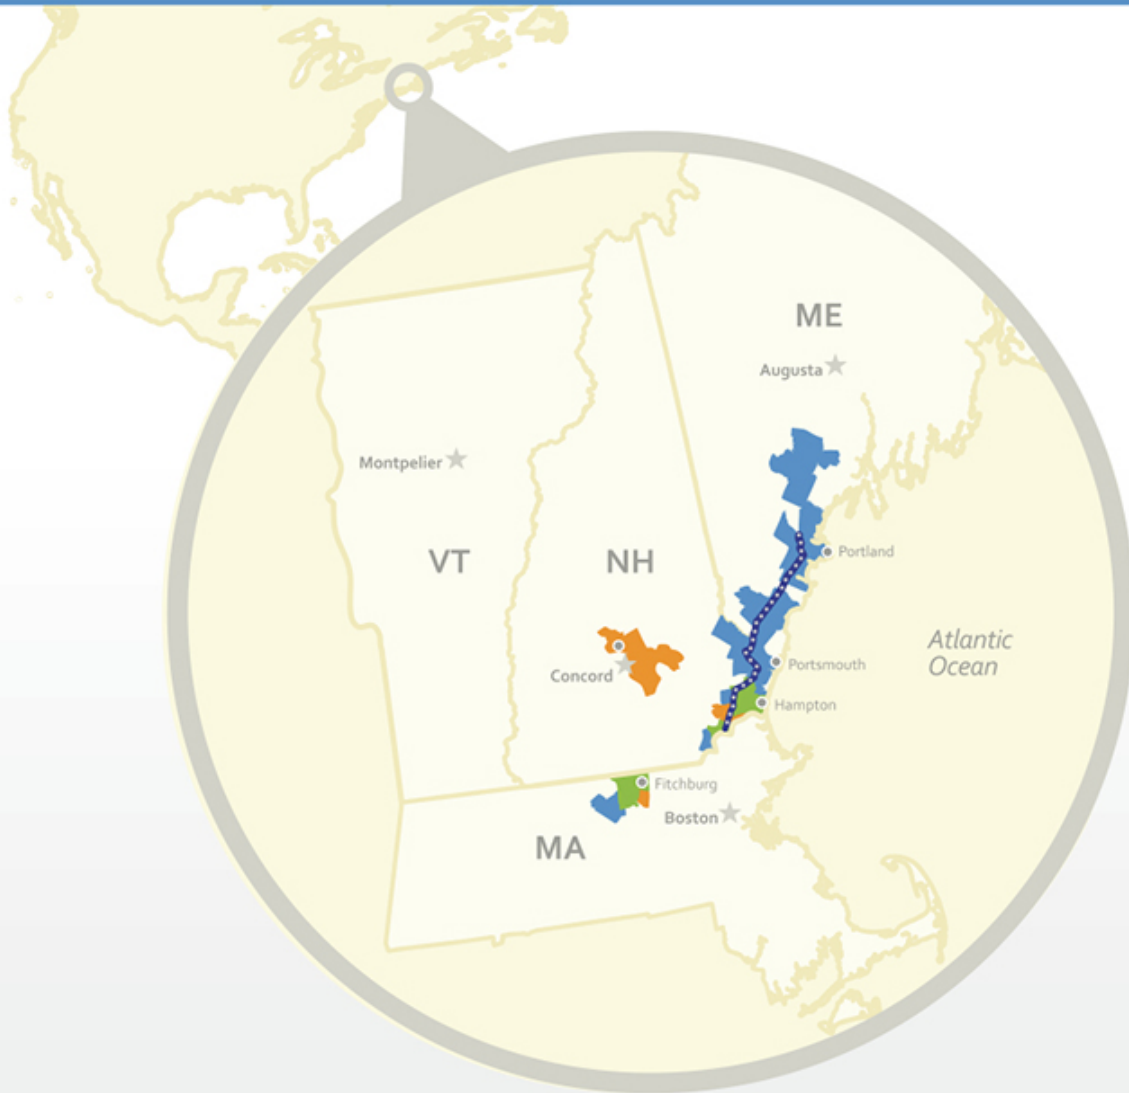 ME
Augusta
Montpelier
Portland
VT
NH
Atlantic
Ocean
Portsmouth
Concord
Hampton
Fitchburg
Boston
MA